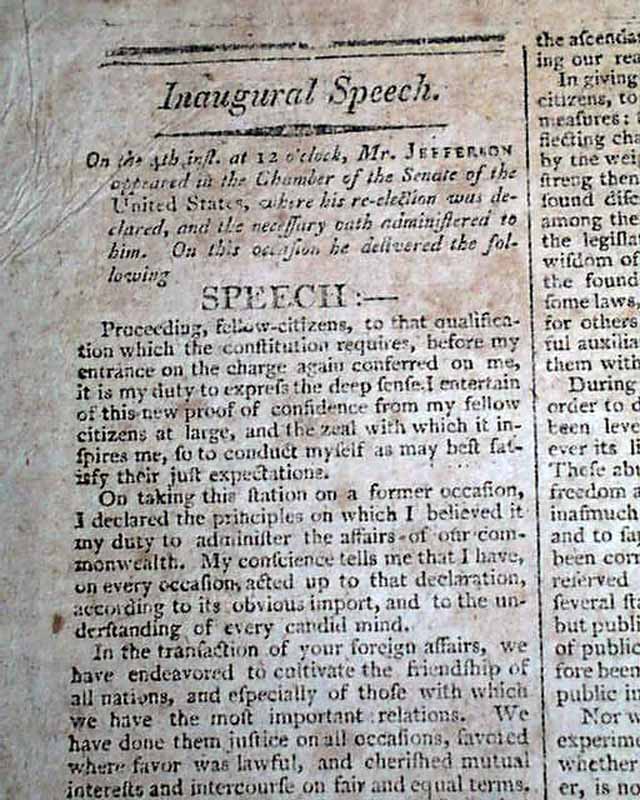 Inaugural Speech.
On the 4th inst. at 12 o'clock, Mr. JEFFERSON
appeared in the Chamber of the Senate of the
United States, where his re-election was de-
clared, and the neceſſary oath adminiſtered to
him. On this occaſion he delivered the fol-
lowing
SPEECH:—
Proceeding, fellow-citizens, to that qualifica-
tion which the conſtitution requires, before my
entrance on the charge again conferred on me,
it is my duty to expreſs the deep ſenſe I entertain
of this new proof of confidence from my fellow
citizens at large, and the zeal with which it in-
ſpires me, ſo to conduct myſelf as may beſt ſat-
isfy their juſt expectations.
On taking this ſtation on a former occaſion,
I declared the principles on which I believed it
my duty to adminiſter the affairs of our com-
monwealth. My conſcience tells me that I have,
on every occaſion, acted up to that declaration,
according to its obvious import, and to the un-
derſtanding of every candid mind.
In the tranſaction of your foreign affairs, we
have endeavored to cultivate the friendſhip of
all nations, and eſpecially of thoſe with which
we have the moſt important relations. We
have done them juſtice on all occaſions, favored
where favor was lawful, and cheriſhed mutual
intereſts and intercourſe on fair and equal terms.
the aſcenda
ing our rea
In giving
citizens, to
meaſures:
flecting cha
by the wei
ſtrengthen
found diſc
among the
the legiſla
wiſdom of
the found
ſome laws,
for others
ful auxilia
them with
During
order to d
been leve
ever its li
Theſe abu
freedom a
inaſmuch
and to ſap
been corr
reſerved
ſeveral ſta
but publi
of public
fore been
public in
Nor w
experime
whether
er, is no